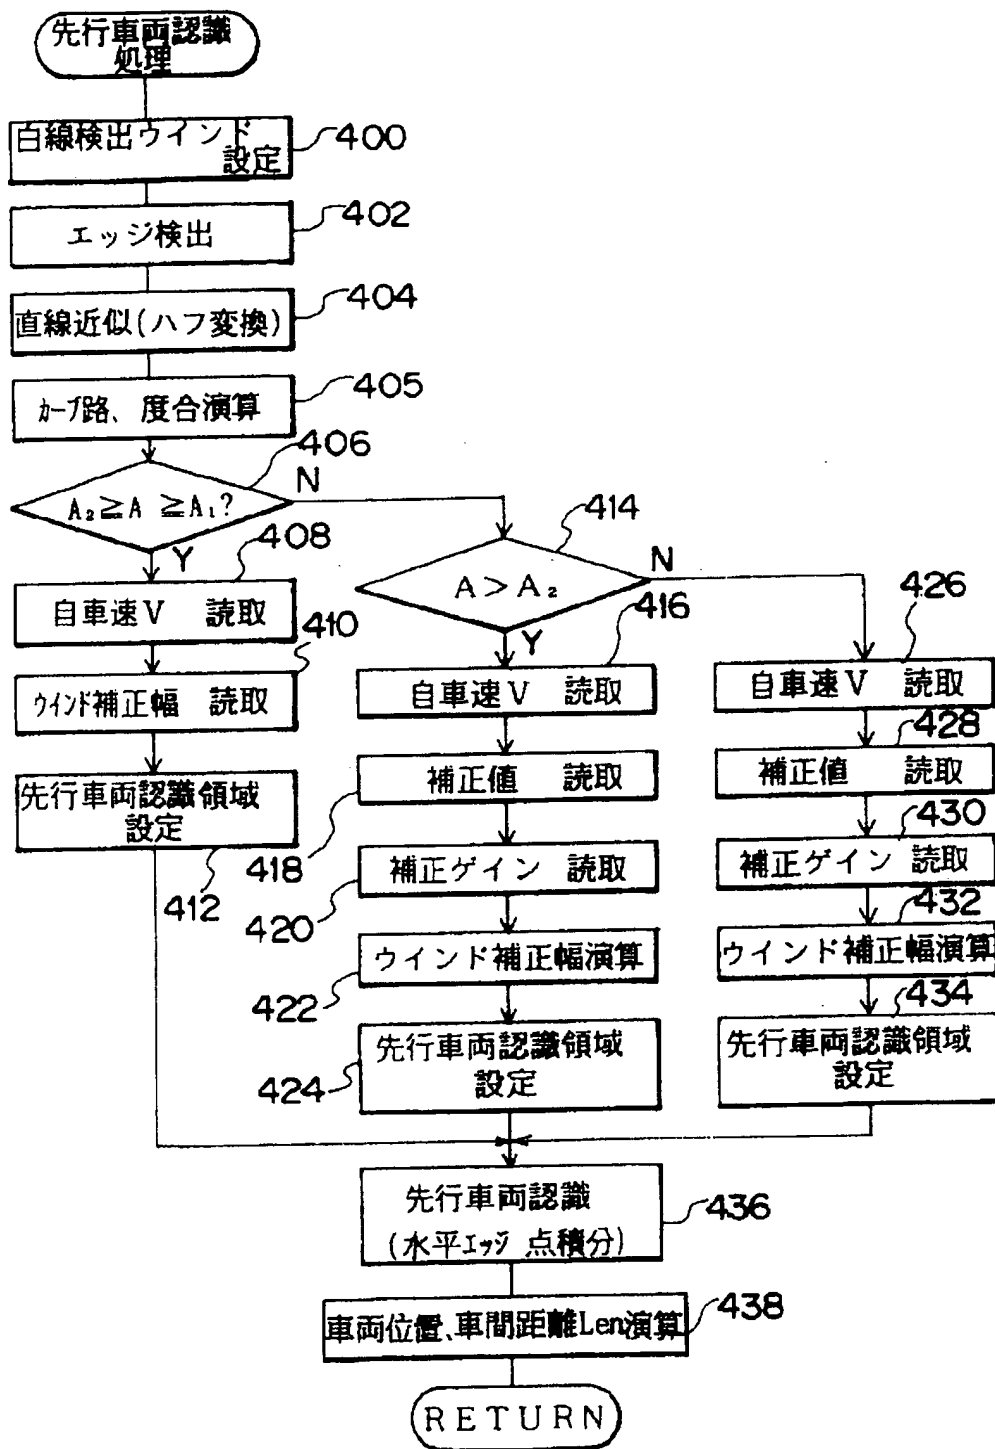 先行車両認識
処理
白線検出ウインド
設定
400
エッジ検出
402
直線近似(ハフ変換)
404
カーブ路、度合演算
405
406
A₂≧A ≧A₁?
N
Y
408
自車速V 読取
410
ウインド補正幅 読取
先行車両認識領域
設定
412
414
A>A₂
N
Y
416
自車速V 読取
補正値 読取
418
補正ゲイン 読取
420
ウインド補正幅演算
422
先行車両認識領域
設定
424
426
自車速V 読取
428
補正値 読取
430
補正ゲイン 読取
432
ウインド補正幅演算
434
先行車両認識領域
設定
先行車両認識
(水平エッジ 点積分)
436
車両位置、車間距離Len演算
438
RETURN